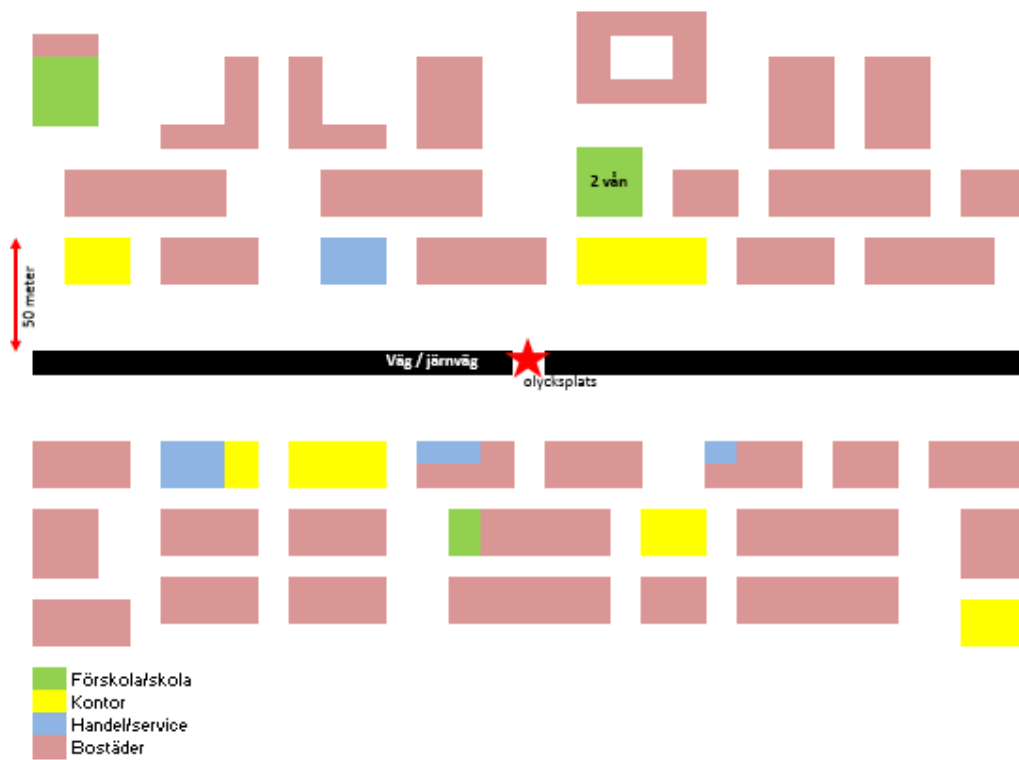 2 vån
50 meter
Väg / järnväg
olycksplats
Förskola/skola
Kontor
Handel/service
Bostäder